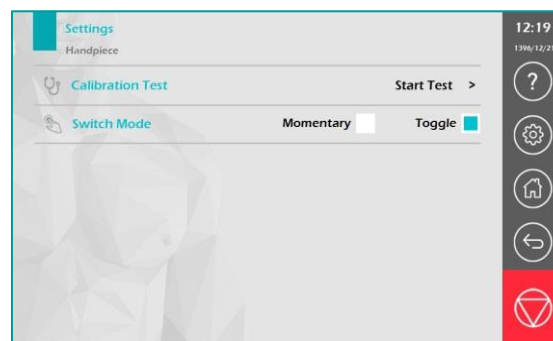 Settings
Handpiece
Calibration Test
Start Test >
Switch Mode
Momentary
Toggle
12:19
1396/12/21
?